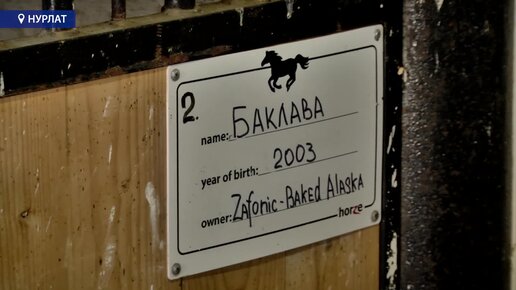 НУРЛАТ
2.
name: БАКЛАВА
year of birth: 2003
owner: Zafonic-Baked Alaska
horze